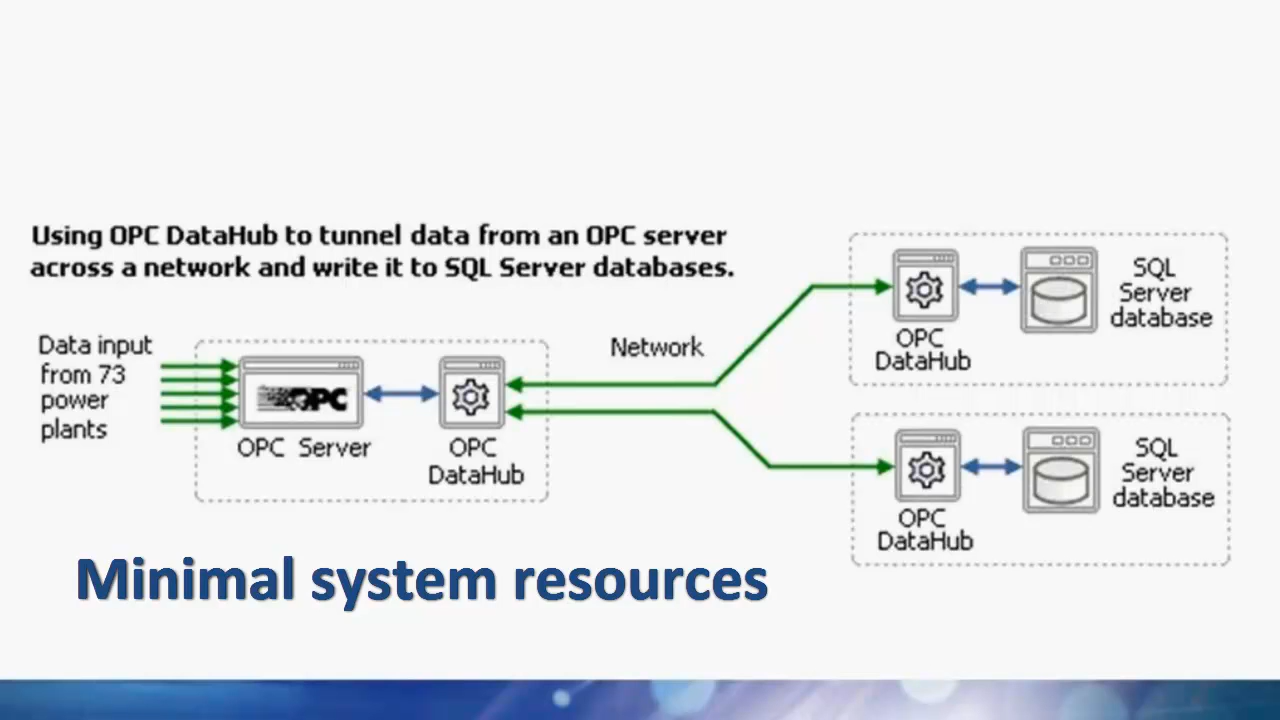 Using OPC DataHub to tunnel data from an OPC server
across a network and write it to SQL Server databases.
Data input
from 73
power
plants
OPC
OPC Server
OPC
DataHub
Network
OPC
DataHub
SQL
Server
database
OPC
DataHub
SQL
Server
database
Minimal system resources